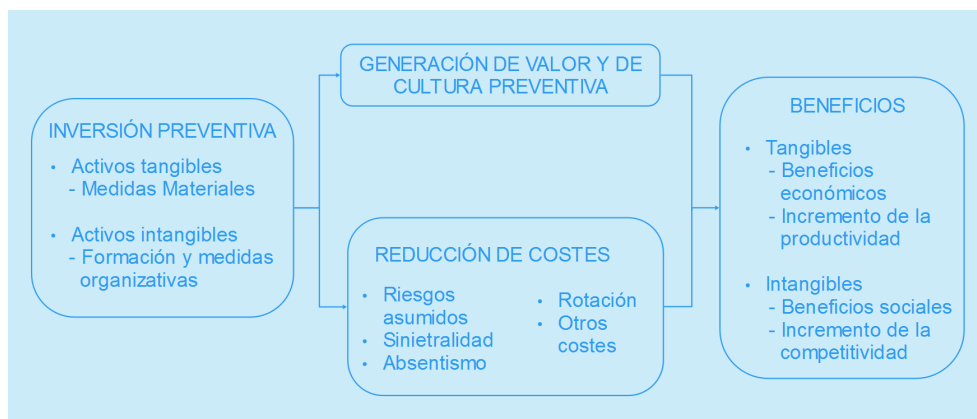 GENERACIÓN DE VALOR Y DE
CULTURA PREVENTIVA
INVERSIÓN PREVENTIVA
• Activos tangibles
- Medidas Materiales
• Activos intangibles
- Formación y medidas
organizativas
REDUCCIÓN DE COSTES
• Riesgos
asumidos
• Sinietralidad
• Absentismo
• Rotación
• Otros
costes
BENEFICIOS
• Tangibles
- Beneficios
económicos
- Incremento de la
productividad
• Intangibles
- Beneficios sociales
- Incremento de la
competitividad